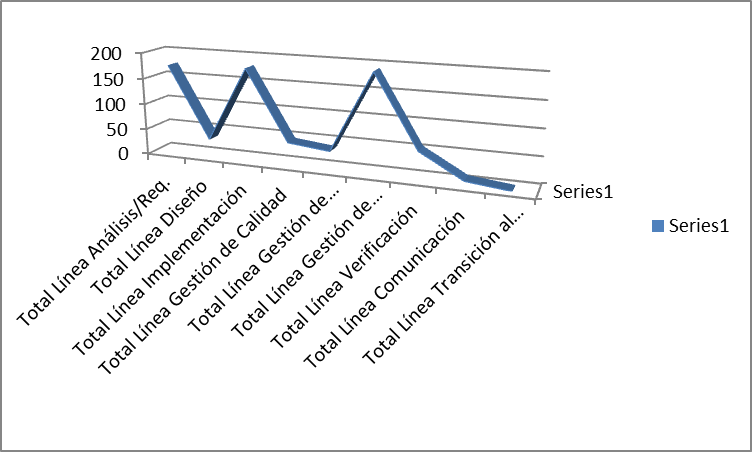 200
150
100
50
0
Total Línea Análisis/Req.
Total Línea Diseño
Total Línea Implementación
Total Línea Gestión de Calidad
Total Línea Gestión de...
Total Línea Gestión de...
Total Línea Verificación
Total Línea Comunicación
Total Línea Transición al...
Series1
Series1